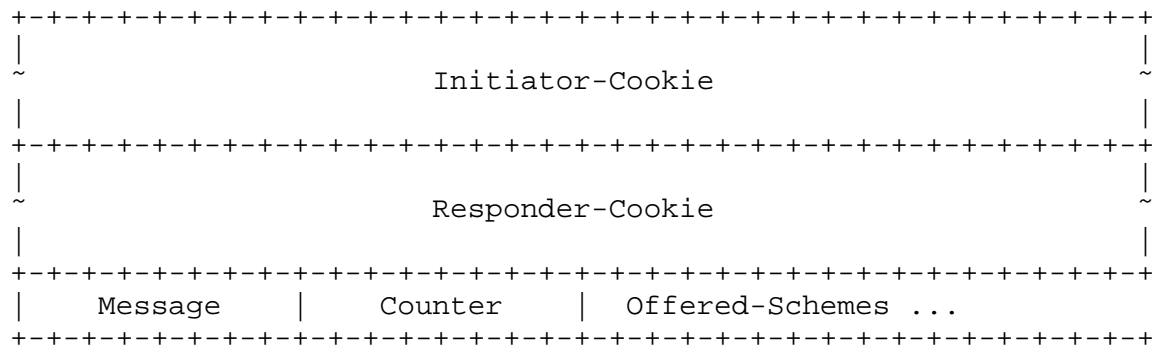 +-+-+-+-+-+-+-+-+-+-+-+-+-+-+-+-+-+-+-+-+-+-+-+-+-+-+-+-+-+-+-+-+
|                                                               |
~                        Initiator-Cookie                       ~
|                                                               |
+-+-+-+-+-+-+-+-+-+-+-+-+-+-+-+-+-+-+-+-+-+-+-+-+-+-+-+-+-+-+-+-+
|                                                               |
~                        Responder-Cookie                       ~
|                                                               |
+-+-+-+-+-+-+-+-+-+-+-+-+-+-+-+-+-+-+-+-+-+-+-+-+-+-+-+-+-+-+-+-+
|    Message    |    Counter    |  Offered-Schemes ...
+-+-+-+-+-+-+-+-+-+-+-+-+-+-+-+-+-+-+-+-+-+-+-+-+-+-+-+-+-+-+-+-+